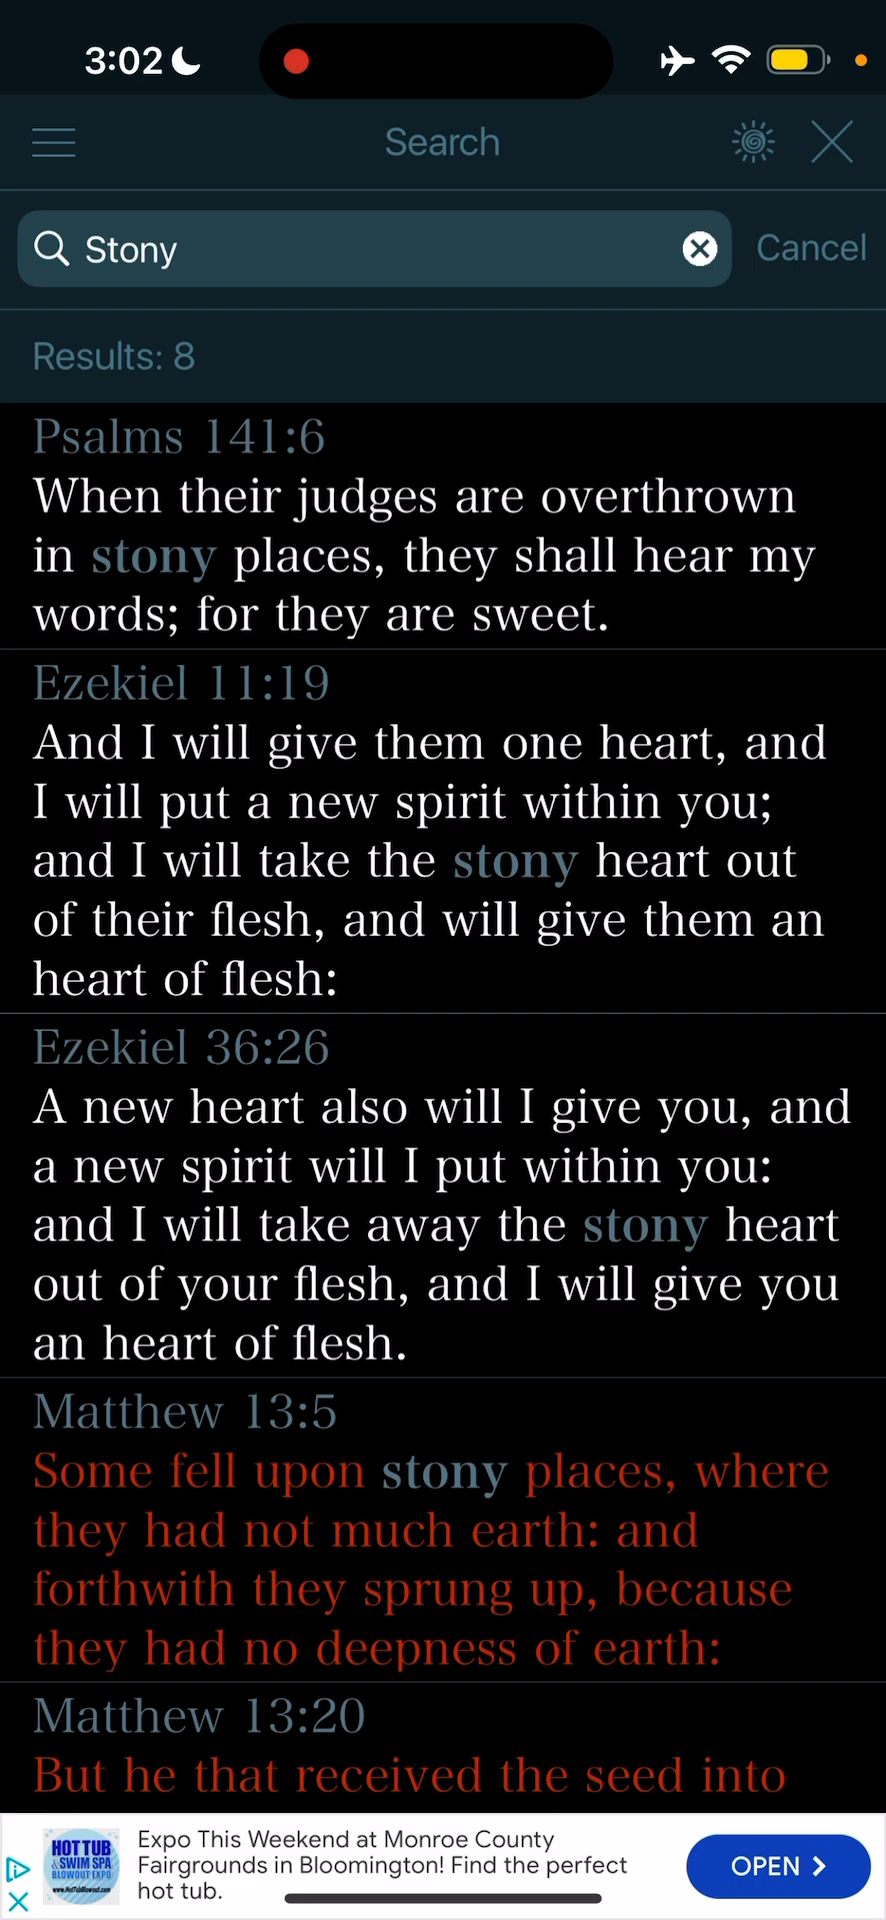 3:02
Search
Stony
Cancel
Results: 8
Psalms 141:6
When their judges are overthrown
in stony places, they shall hear my
words; for they are sweet.
Ezekiel 11:19
And I will give them one heart, and
I will put a new spirit within you;
and I will take the stony heart out
of their flesh, and will give them an
heart of flesh:
Ezekiel 36:26
A new heart also will I give you, and
a new spirit will I put within you:
and I will take away the stony heart
out of your flesh, and I will give you
an heart of flesh.
Matthew 13:5
Some fell upon stony places, where
they had not much earth: and
forthwith they sprung up, because
they had no deepness of earth:
Matthew 13:20
But he that received the seed into
HOT TUB
& SWIM SPA
BLOWOUT EXPO
www.HotTubBlowout.com
Expo This Weekend at Monroe County
Fairgrounds in Bloomington! Find the perfect
hot tub.
OPEN